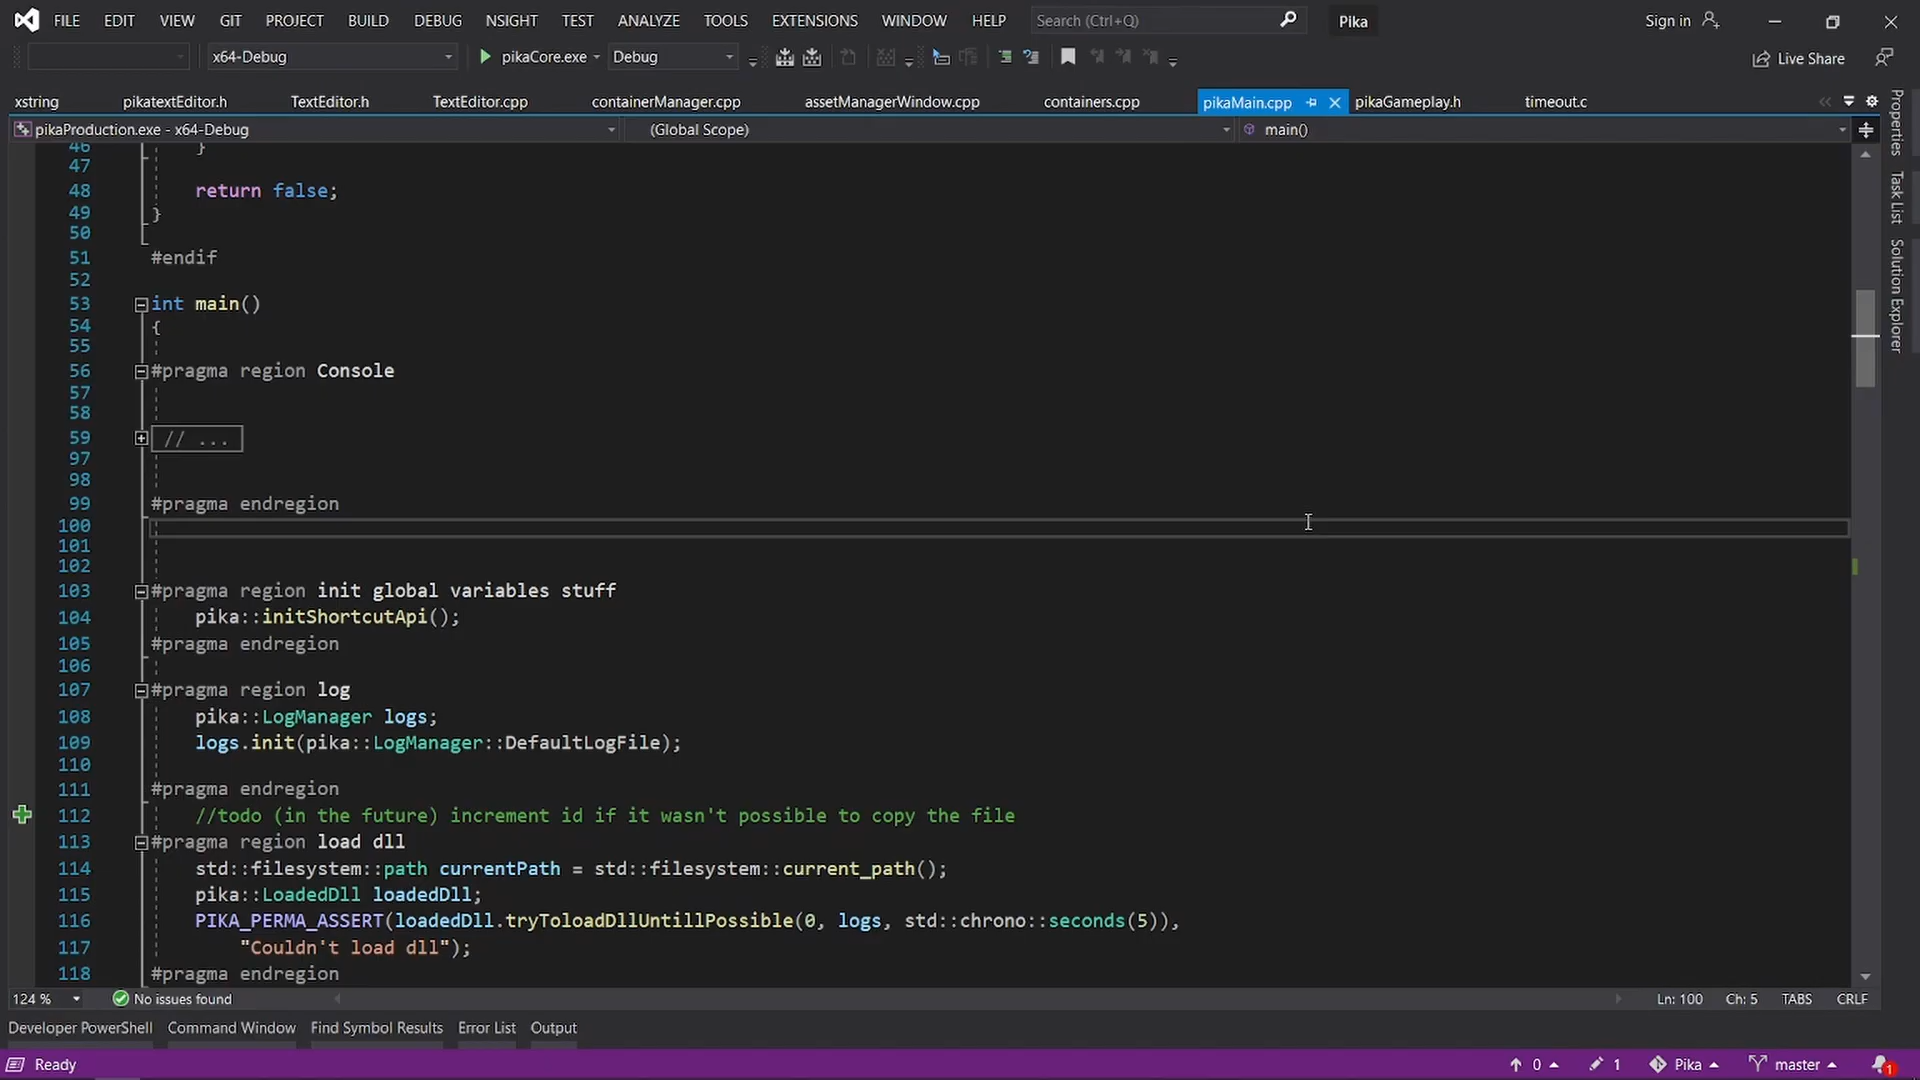 FILE EDIT VIEW GIT PROJECT BUILD DEBUG NSIGHT TEST ANALYZE TOOLS EXTENSIONS WINDOW HELP Search (Ctrl+Q) Pika Sign in
x64-Debug pikaCore.exe Debug Live Share
xstring pikatextEditor.h TextEditor.h TextEditor.cpp containerManager.cpp assetManagerWindow.cpp containers.cpp pikaMain.cpp pikaGameplay.h timeout.c
pikaProduction.exe - x64-Debug (Global Scope) main()
46 }
47
48 return false;
49 }
50
51 #endif
52
53 int main()
54 {
55
56 #pragma region Console
57
58
59 // ...
97
98
99 #pragma endregion
100
101
102
103 #pragma region init global variables stuff
104 pika::initShortcutApi();
105 #pragma endregion
106
107 #pragma region log
108 pika::LogManager logs;
109 logs.init(pika::LogManager::DefaultLogFile);
110
111 #pragma endregion
112 //todo (in the future) increment id if it wasn't possible to copy the file
113 #pragma region load dll
114 std::filesystem::path currentPath = std::filesystem::current_path();
115 pika::LoadedDll loadedDll;
116 PIKA_PERMA_ASSERT(loadedDll.tryToloadDllUntillPossible(0, logs, std::chrono::seconds(5)),
117 "Couldn't load dll");
118 #pragma endregion
Properties
Task List
Solution Explorer
124 % No issues found Ln: 100 Ch: 5 TABS CRLF
Developer PowerShell Command Window Find Symbol Results Error List Output
Ready 0 1 Pika master 1